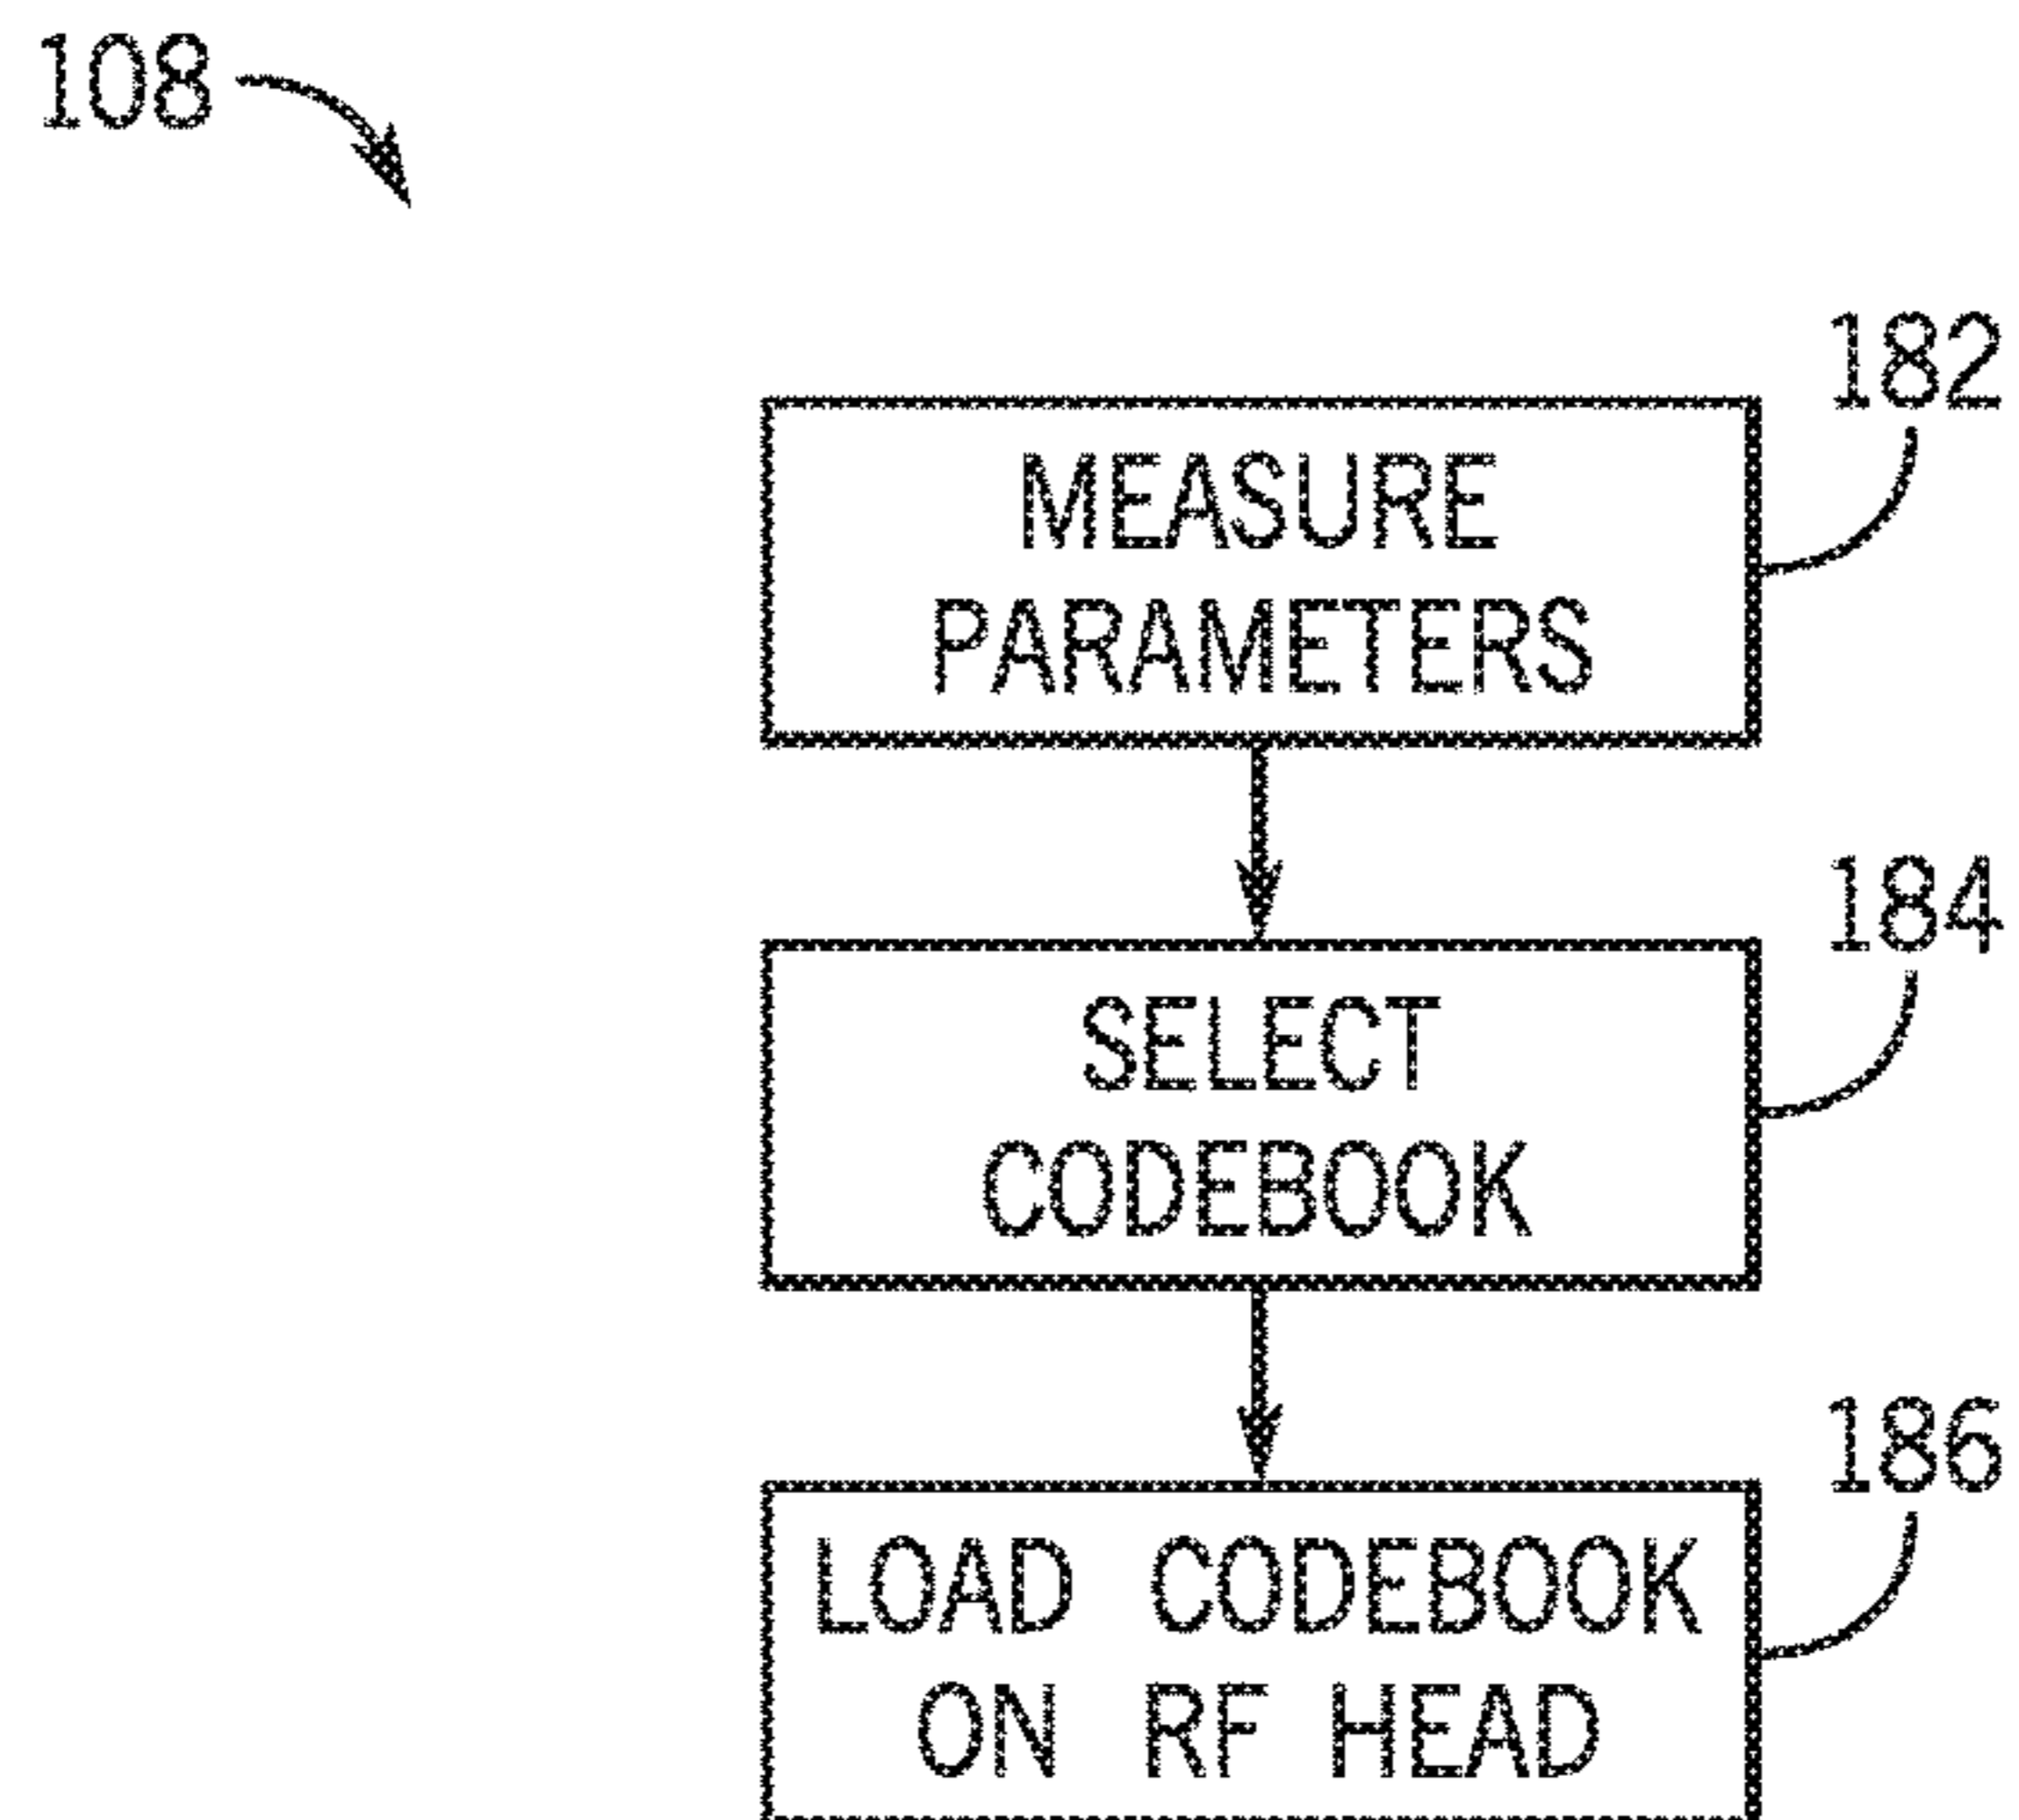 108
182
MEASURE
PARAMETERS
184
SELECT
CODEBOOK
186
LOAD CODEBOOK
ON RF HEAD